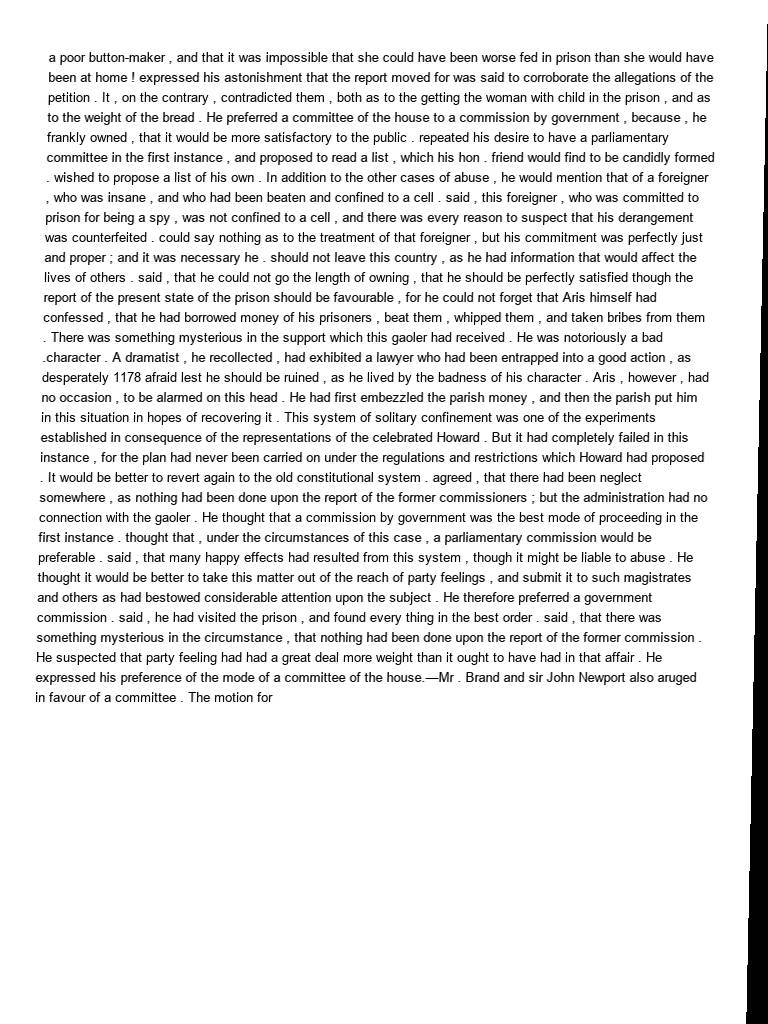 a poor button-maker , and that it was impossible that she could have been worse fed in prison than she would have
been at home ! expressed his astonishment that the report moved for was said to corroborate the allegations of the
petition . It , on the contrary , contradicted them , both as to the getting the woman with child in the prison , and as
to the weight of the bread . He preferred a committee of the house to a commission by government , because , he
frankly owned , that it would be more satisfactory to the public . repeated his desire to have a parliamentary
committee in the first instance , and proposed to read a list , which his hon . friend would find to be candidly formed
. wished to propose a list of his own . In addition to the other cases of abuse , he would mention that of a foreigner
, who was insane , and who had been beaten and confined to a cell . said , this foreigner , who was committed to
prison for being a spy , was not confined to a cell , and there was every reason to suspect that his derangement
was counterfeited . could say nothing as to the treatment of that foreigner , but his commitment was perfectly just
and proper ; and it was necessary he . should not leave this country , as he had information that would affect the
lives of others . said , that he could not go the length of owning , that he should be perfectly satisfied though the
report of the present state of the prison should be favourable , for he could not forget that Aris himself had
confessed , that he had borrowed money of his prisoners , beat them , whipped them , and taken bribes from them
. There was something mysterious in the support which this gaoler had received . He was notoriously a bad
.character . A dramatist , he recollected , had exhibited a lawyer who had been entrapped into a good action , as
desperately 1178 afraid lest he should be ruined , as he lived by the badness of his character . Aris , however , had
no occasion , to be alarmed on this head . He had first embezzled the parish money , and then the parish put him
in this situation in hopes of recovering it . This system of solitary confinement was one of the experiments
established in consequence of the representations of the celebrated Howard . But it had completely failed in this
instance , for the plan had never been carried on under the regulations and restrictions which Howard had proposed
. It would be better to revert again to the old constitutional system . agreed , that there had been neglect
somewhere , as nothing had been done upon the report of the former commissioners ; but the administration had no
connection with the gaoler . He thought that a commission by government was the best mode of proceeding in the
first instance . thought that , under the circumstances of this case , a parliamentary commission would be
preferable . said , that many happy effects had resulted from this system , though it might be liable to abuse . He
thought it would be better to take this matter out of the reach of party feelings , and submit it to such magistrates
and others as had bestowed considerable attention upon the subject . He therefore preferred a government
commission . said , he had visited the prison , and found every thing in the best order . said , that there was
something mysterious in the circumstance , that nothing had been done upon the report of the former commission .
He suspected that party feeling had had a great deal more weight than it ought to have had in that affair . He
expressed his preference of the mode of a committee of the house.—Mr . Brand and sir John Newport also aruged
in favour of a committee . The motion for